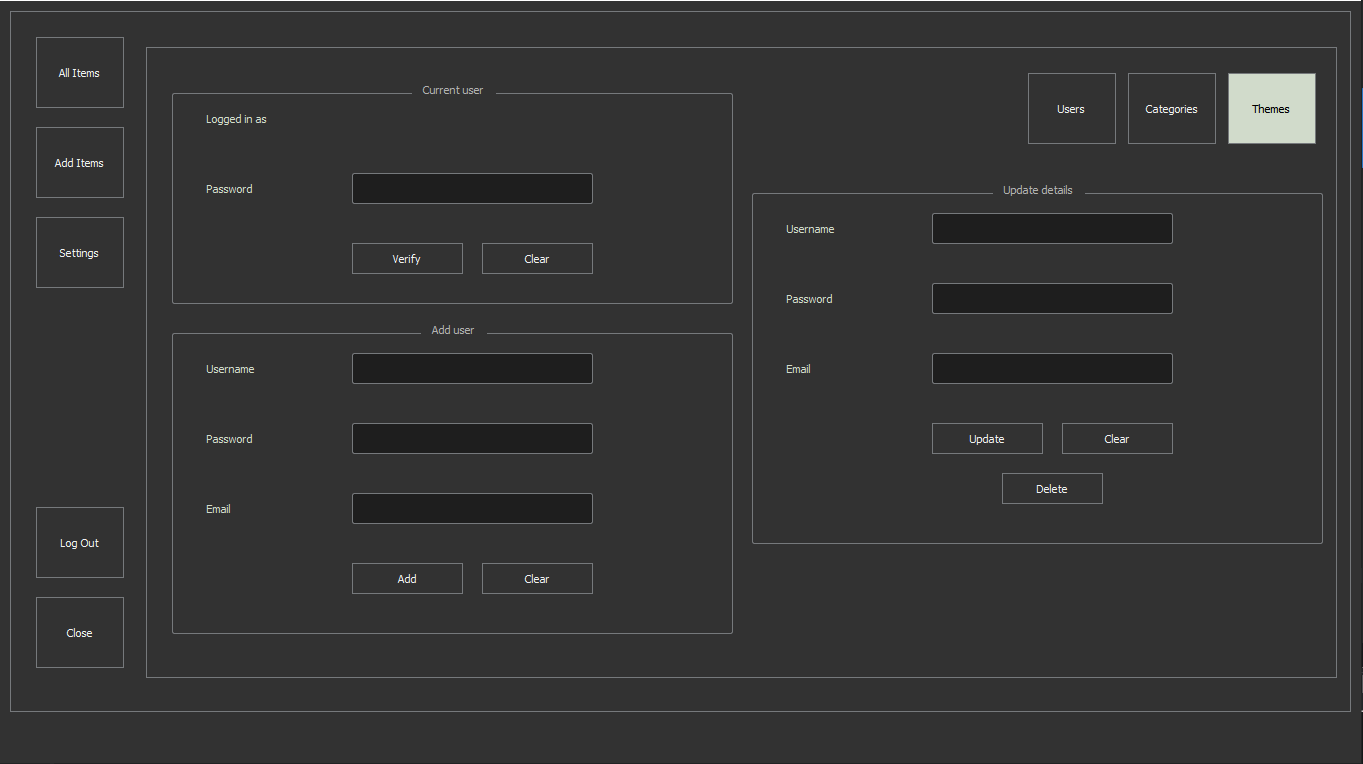 All Items
Add Items
Settings
Log Out
Close
Users
Categories
Themes
Current user
Logged in as
Password
Verify
Clear
Add user
Username
Password
Email
Add
Clear
Update details
Username
Password
Email
Update
Clear
Delete